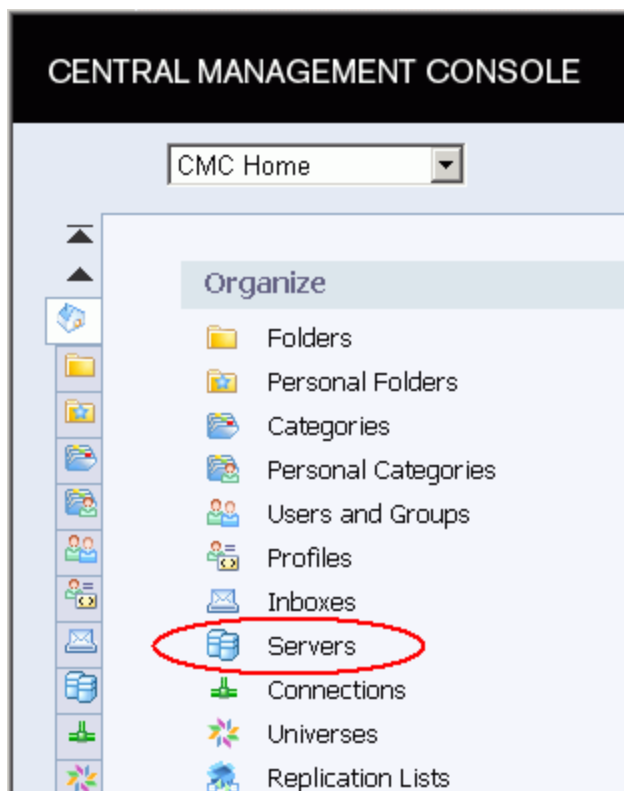 CENTRAL MANAGEMENT CONSOLE
CMC Home
Organize
Folders
Personal Folders
Categories
Personal Categories
Users and Groups
Profiles
Inboxes
Servers
Connections
Universes
Replication Lists